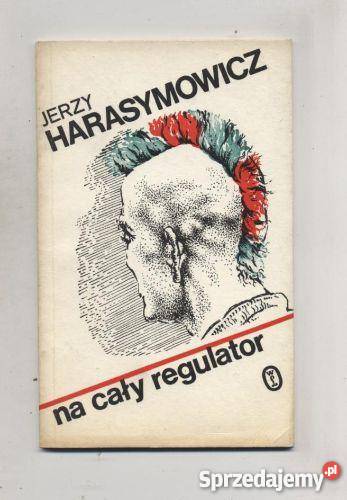 JERZY
HARASYMOWICZ
na cały regulator
Sprzedajemy.pl